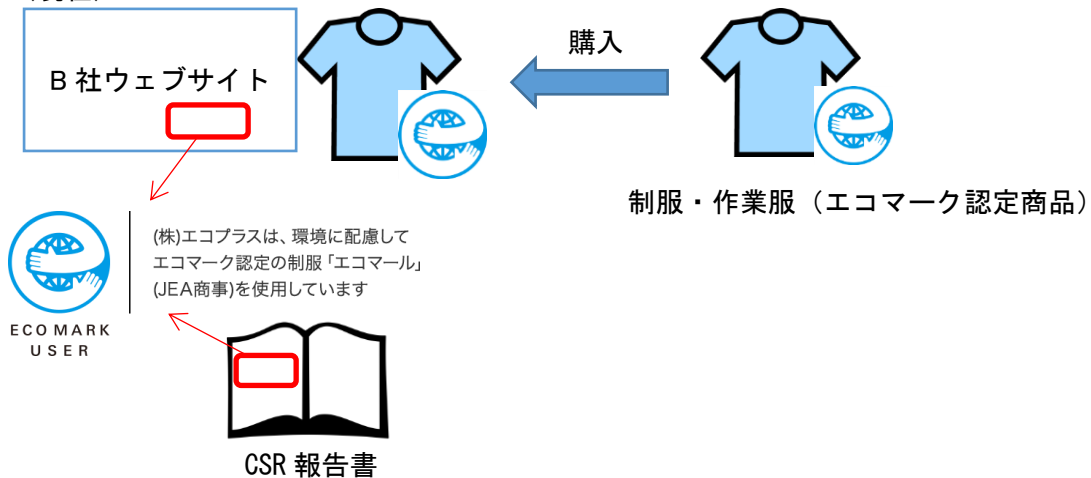 B 社ウェブサイト
購入
制服・作業服（エコマーク認定商品）
(株)エコプラスは、環境に配慮して
エコマーク認定の制服「エコマール」
(JEA商事)を使用しています
ECO MARK
USER
CSR 報告書